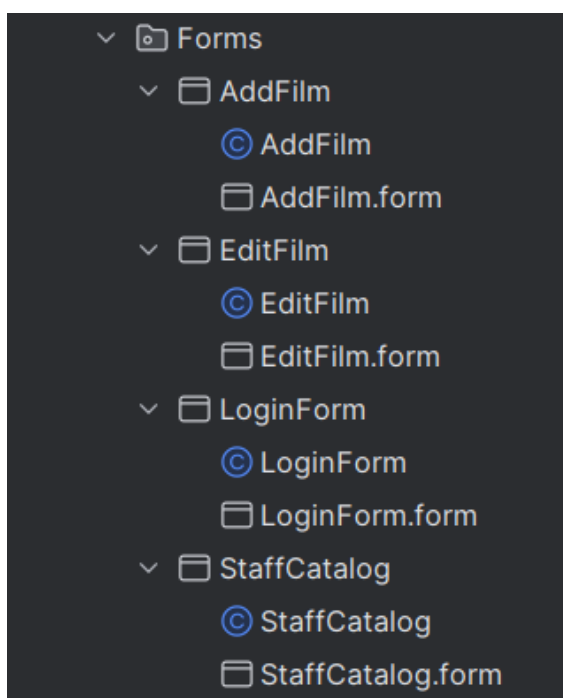 Forms
AddFilm
AddFilm
AddFilm.form
EditFilm
EditFilm
EditFilm.form
LoginForm
LoginForm
LoginForm.form
StaffCatalog
StaffCatalog
StaffCatalog.form